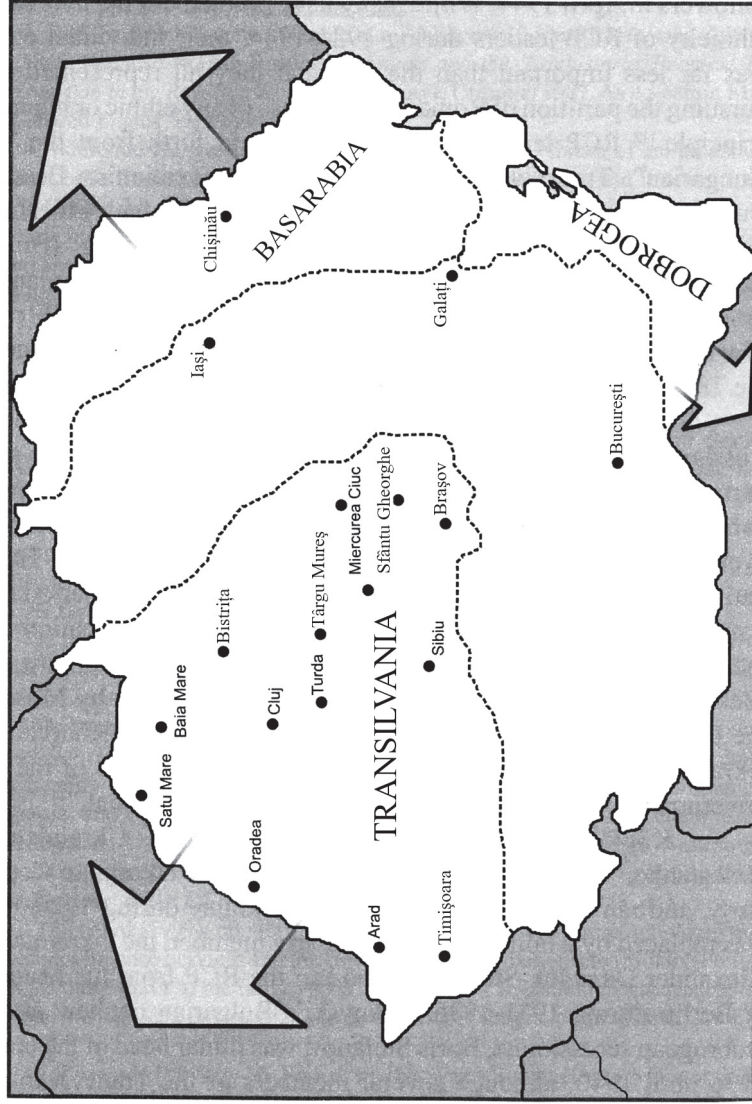 Satu Mare
Baia Mare
Iaşi
Chişinău
Bistriţa
Oradea
Cluj
BASARABIA
Turda
Târgu Mureş
Miercurea Ciuc
Arad
TRANSILVANIA
Sfântu Gheorghe
Timişoara
Sibiu
Braşov
Galaţi
Bucureşti
DOBROGEA